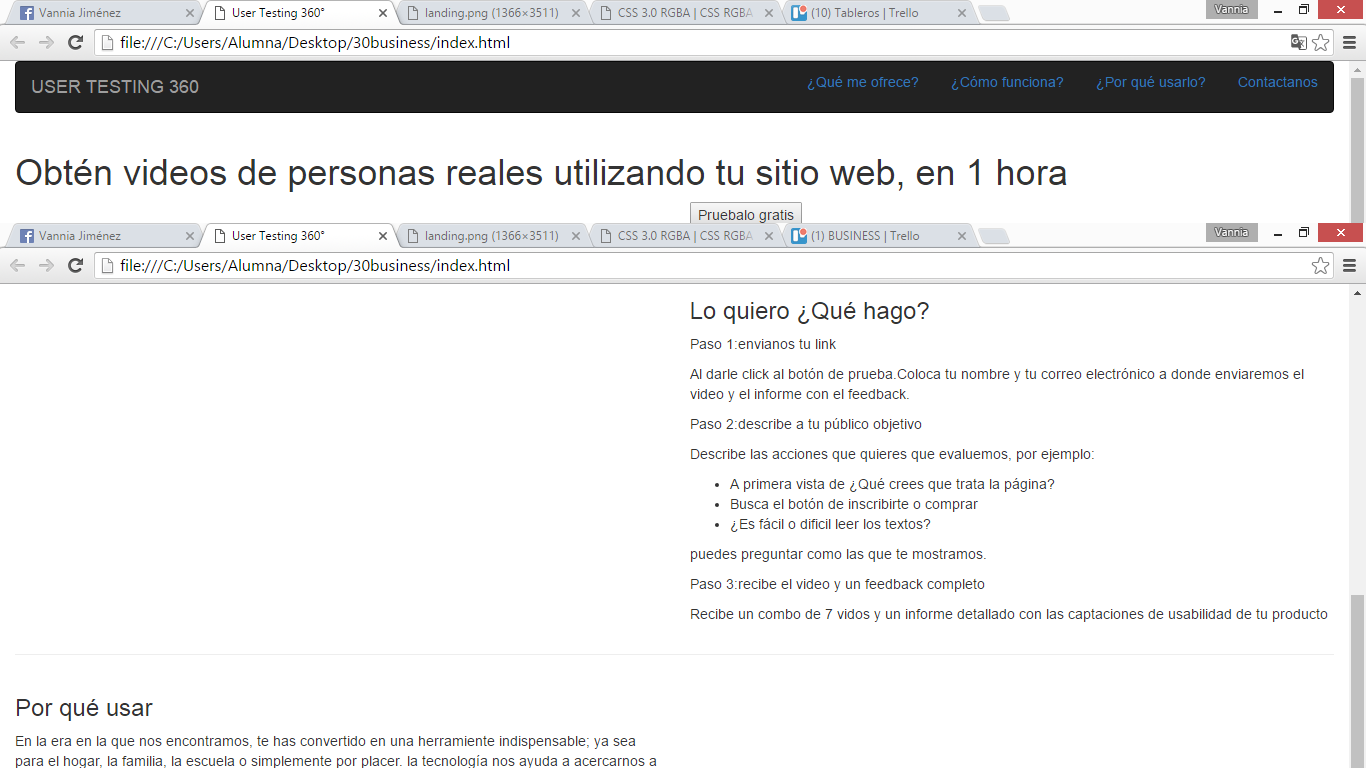 Vannia Jiménez
User Testing 360°
landing.png (1366×3511)
CSS 3.0 RGBA | CSS RGBA
(10) Tableros | Trello
Vannia
file:///C:/Users/Alumna/Desktop/30business/index.html
USER TESTING 360
¿Qué me ofrece?
¿Cómo funciona?
¿Por qué usarlo?
Contactanos
Obtén videos de personas reales utilizando tu sitio web, en 1 hora
Pruebalo gratis
Vannia Jiménez
User Testing 360°
landing.png (1366×3511)
CSS 3.0 RGBA | CSS RGBA
(1) BUSINESS | Trello
Vannia
file:///C:/Users/Alumna/Desktop/30business/index.html
Lo quiero ¿Qué hago?
Paso 1:envianos tu link
Al darle click al botón de prueba.Coloca tu nombre y tu correo electrónico a donde enviaremos el
video y el informe con el feedback.
Paso 2:describe a tu público objetivo
Describe las acciones que quieres que evaluemos, por ejemplo:
• A primera vista de ¿Qué crees que trata la página?
• Busca el botón de inscribirte o comprar
• ¿Es fácil o dificil leer los textos?
puedes preguntar como las que te mostramos.
Paso 3:recibe el video y un feedback completo
Recibe un combo de 7 vidos y un informe detallado con las captaciones de usabilidad de tu producto
Por qué usar
En la era en la que nos encontramos, te has convertido en una herramiente indispensable; ya sea
para el hogar, la familia, la escuela o simplemente por placer. la tecnología nos ayuda a acercarnos a